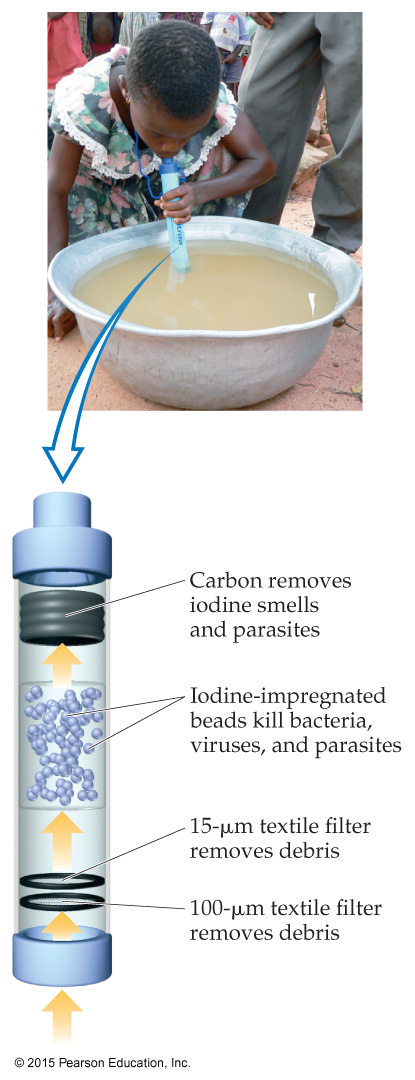 Carbon removes
iodine smells
and parasites
Iodine-impregnated
beads kill bacteria,
viruses, and parasites
15-μm textile filter
removes debris
100-μm textile filter
removes debris
© 2015 Pearson Education, Inc.